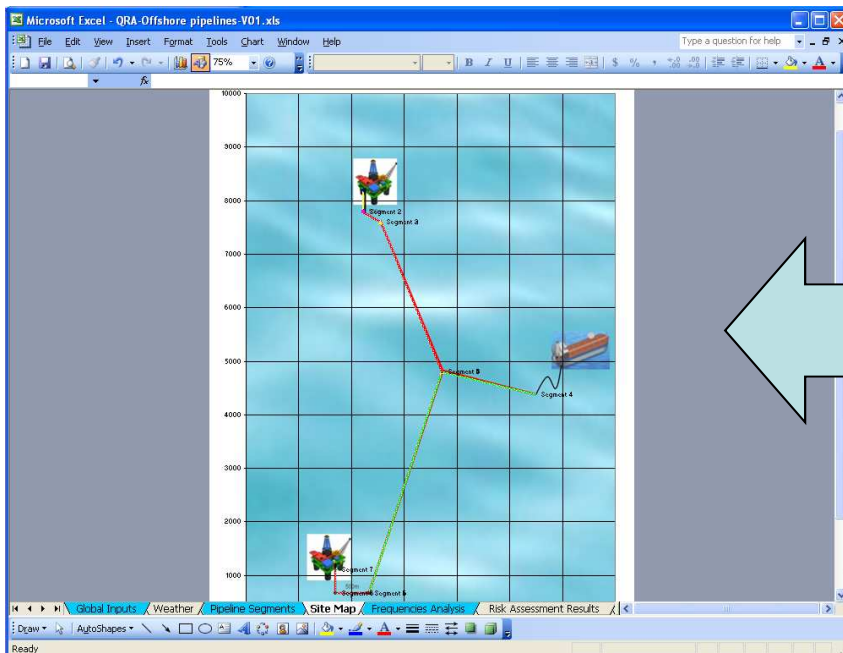 Microsoft Excel - QRA-Offshore pipelines-V01.xls
File Edit View Insert Format Tools Chart Window Help Type a question for help
75% B I U $ % ,
fx
10000
9000
8000
Segment 2
Segment 3
7000
6000
5000
Segment 4
4000
3000
2000
Segment 7
1000
500m
Global Inputs Weather Pipeline Segments Site Map Frequencies Analysis Risk Assessment Results
Draw AutoShapes
Ready